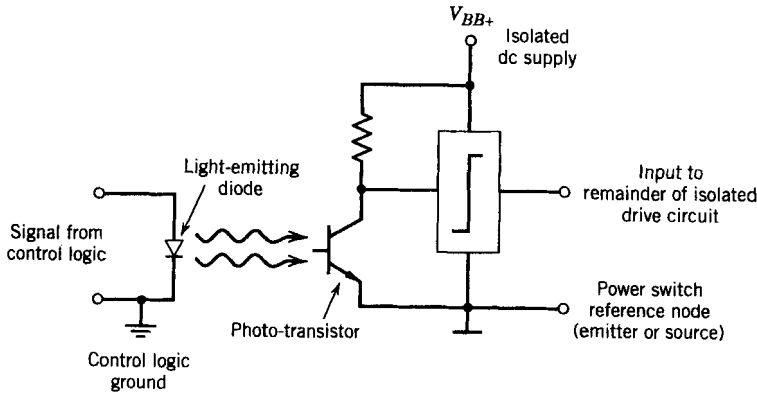 V_BB+
Isolated
dc supply
Light-emitting
diode
Input to
remainder of isolated
drive circuit
Signal from
control logic
Power switch
reference node
(emitter or source)
Photo-transistor
Control logic
ground